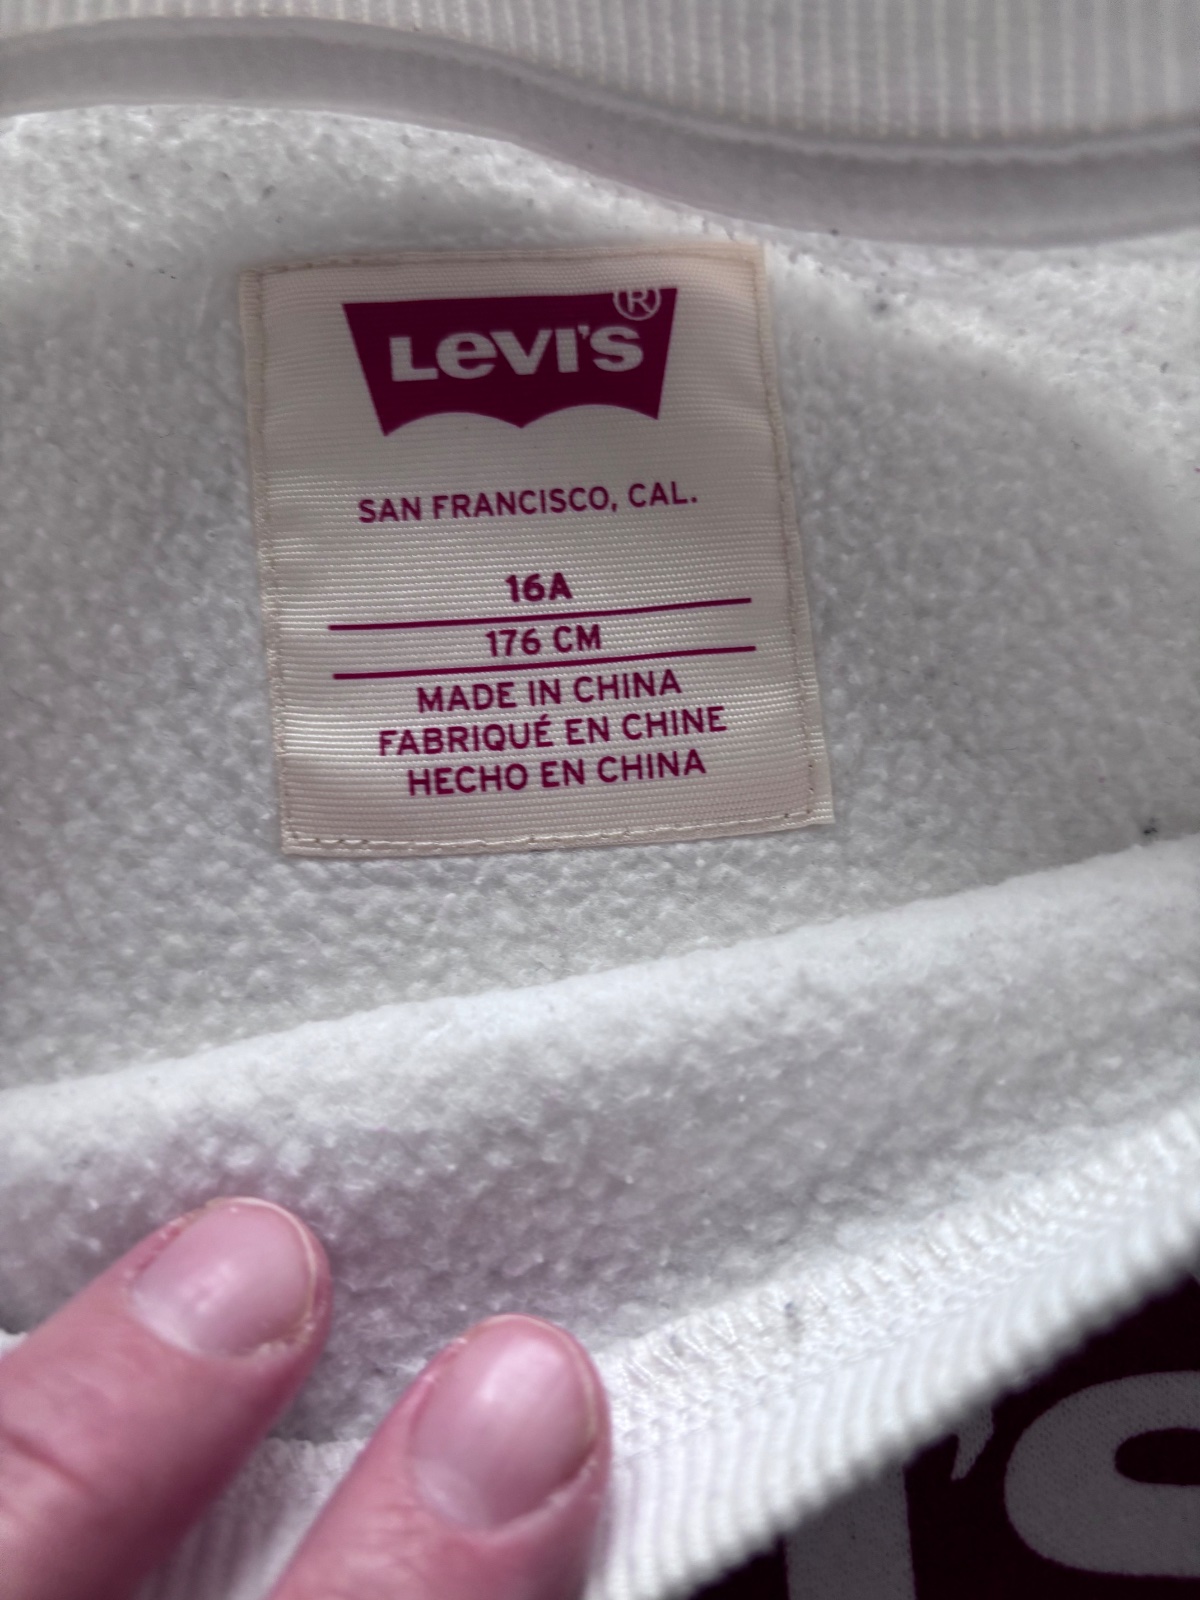 LEVI'S®
SAN FRANCISCO, CAL.
16A
176 CM
MADE IN CHINA
FABRIQUÉ EN CHINE
HECHO EN CHINA
's